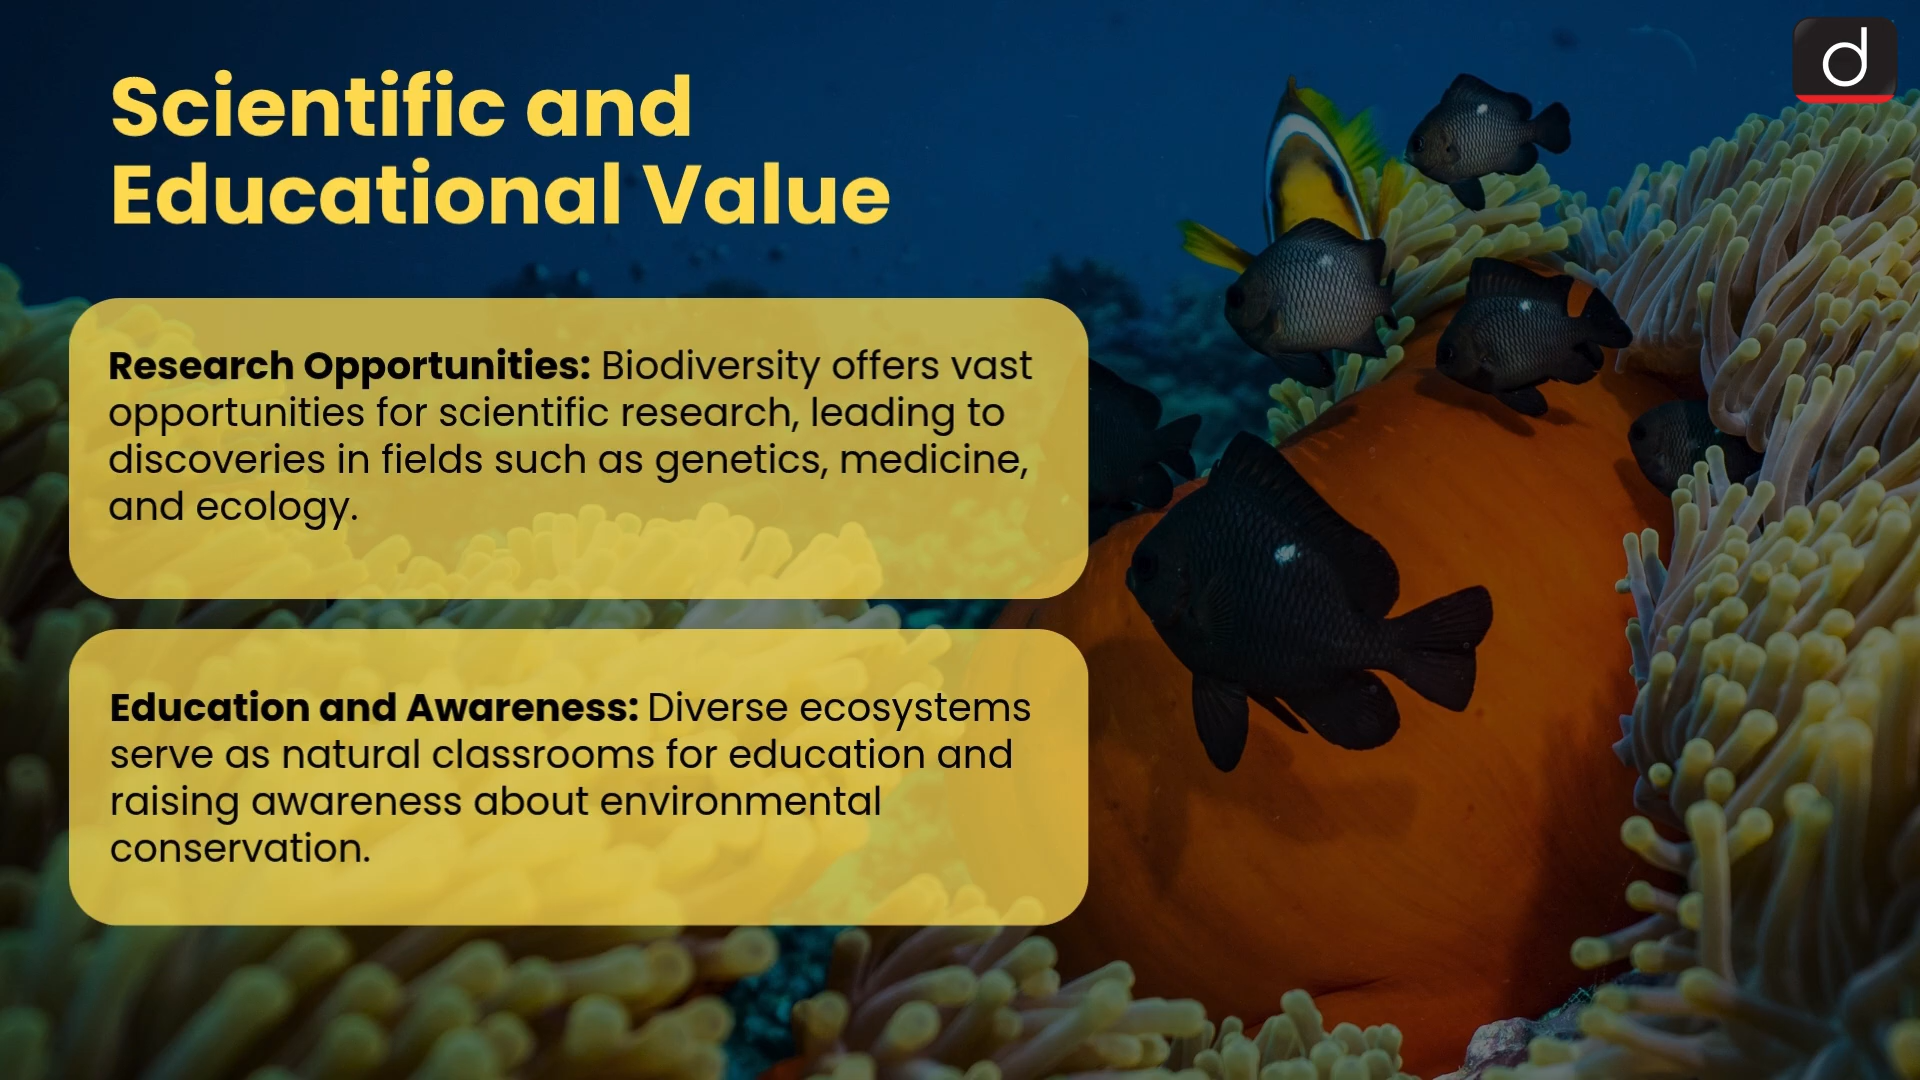 Scientific and
Educational Value
d
Research Opportunities: Biodiversity offers vast
opportunities for scientific research, leading to
discoveries in fields such as genetics, medicine,
and ecology.
Education and Awareness: Diverse ecosystems
serve as natural classrooms for education and
raising awareness about environmental
conservation.